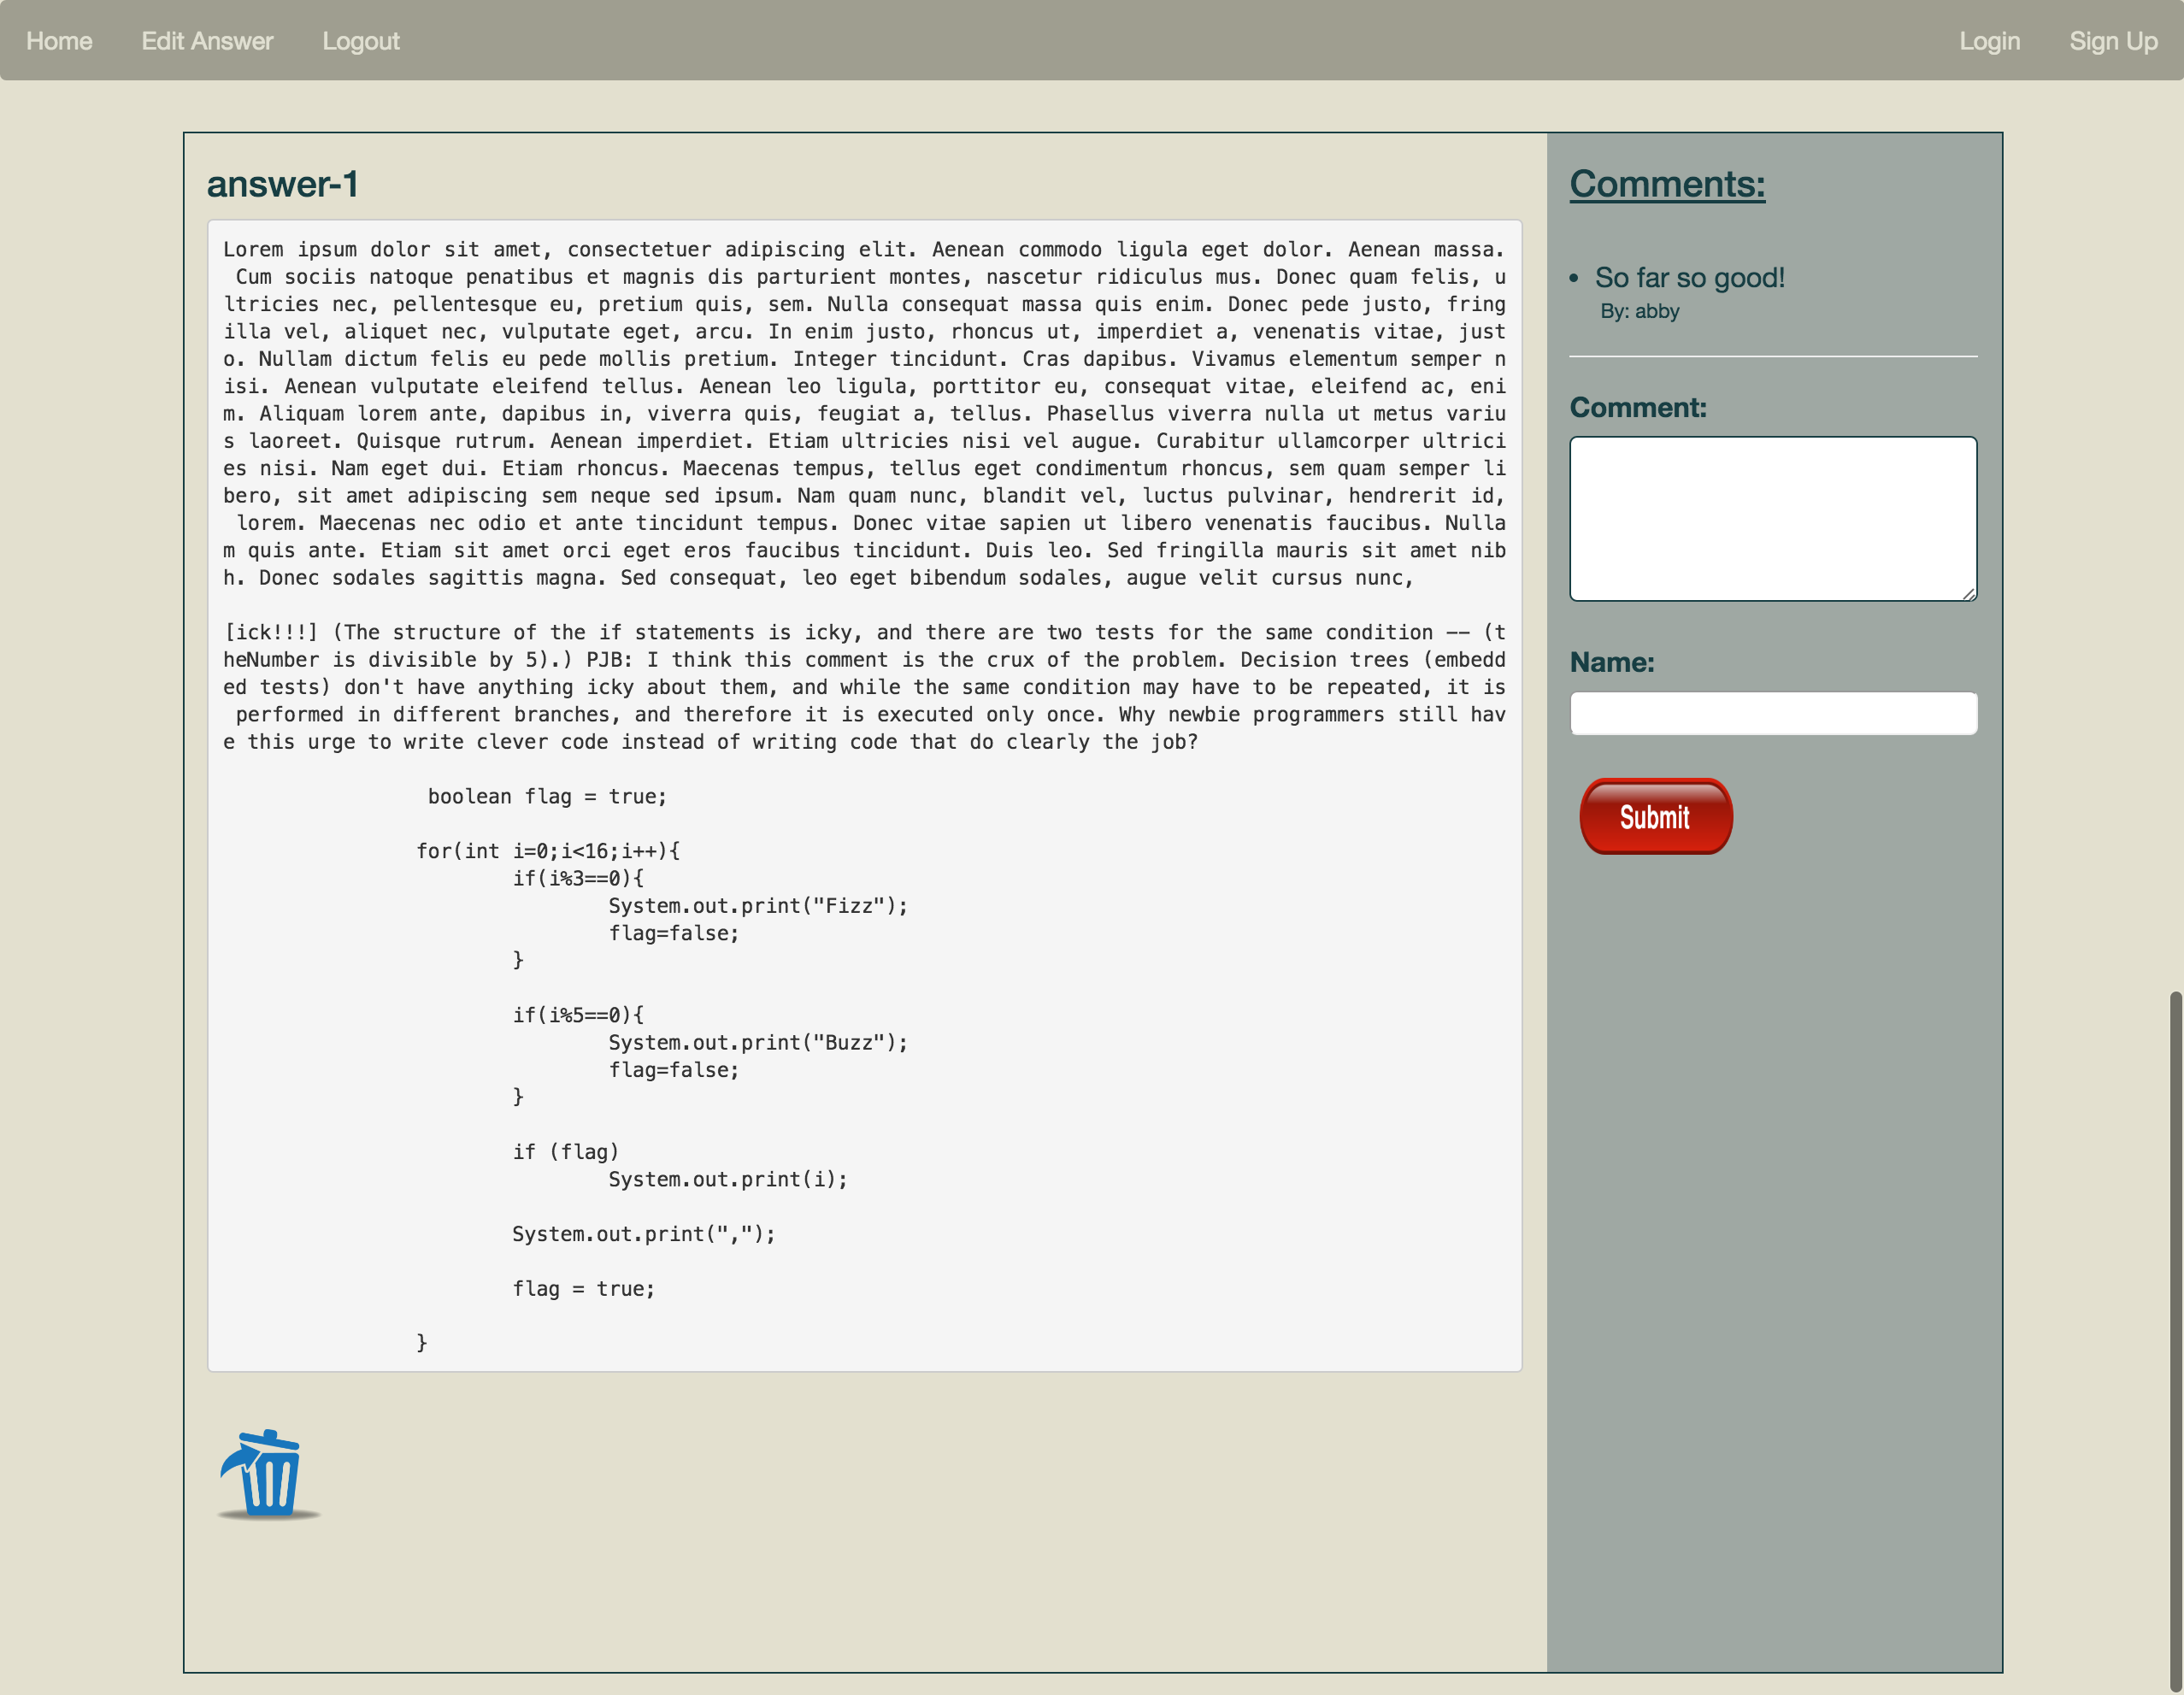 Home Edit Answer Logout Login Sign Up
answer-1
Lorem ipsum dolor sit amet, consectetuer adipiscing elit. Aenean commodo ligula eget dolor. Aenean massa.
 Cum sociis natoque penatibus et magnis dis parturient montes, nascetur ridiculus mus. Donec quam felis, u
ltricies nec, pellentesque eu, pretium quis, sem. Nulla consequat massa quis enim. Donec pede justo, fring
illa vel, aliquet nec, vulputate eget, arcu. In enim justo, rhoncus ut, imperdiet a, venenatis vitae, just
o. Nullam dictum felis eu pede mollis pretium. Integer tincidunt. Cras dapibus. Vivamus elementum semper n
isi. Aenean vulputate eleifend tellus. Aenean leo ligula, porttitor eu, consequat vitae, eleifend ac, eni
m. Aliquam lorem ante, dapibus in, viverra quis, feugiat a, tellus. Phasellus viverra nulla ut metus variu
s laoreet. Quisque rutrum. Aenean imperdiet. Etiam ultricies nisi vel augue. Curabitur ullamcorper ultrici
es nisi. Nam eget dui. Etiam rhoncus. Maecenas tempus, tellus eget condimentum rhoncus, sem quam semper li
bero, sit amet adipiscing sem neque sed ipsum. Nam quam nunc, blandit vel, luctus pulvinar, hendrerit id,
 lorem. Maecenas nec odio et ante tincidunt tempus. Donec vitae sapien ut libero venenatis faucibus. Nulla
m quis ante. Etiam sit amet orci eget eros faucibus tincidunt. Duis leo. Sed fringilla mauris sit amet nib
h. Donec sodales sagittis magna. Sed consequat, leo eget bibendum sodales, augue velit cursus nunc,
[ick!!!] (The structure of the if statements is icky, and there are two tests for the same condition -- (t
heNumber is divisible by 5).) PJB: I think this comment is the crux of the problem. Decision trees (embedd
ed tests) don't have anything icky about them, and while the same condition may have to be repeated, it is
 performed in different branches, and therefore it is executed only once. Why newbie programmers still hav
e this urge to write clever code instead of writing code that do clearly the job?
boolean flag = true;
for(int i=0;i<16;i++){
if(i%3==0){
System.out.print("Fizz");
flag=false;
}
if(i%5==0){
System.out.print("Buzz");
flag=false;
}
if (flag)
System.out.print(i);
System.out.print(",");
flag = true;
}
Comments:
• So far so good!
By: abby
Comment:
Name:
Submit